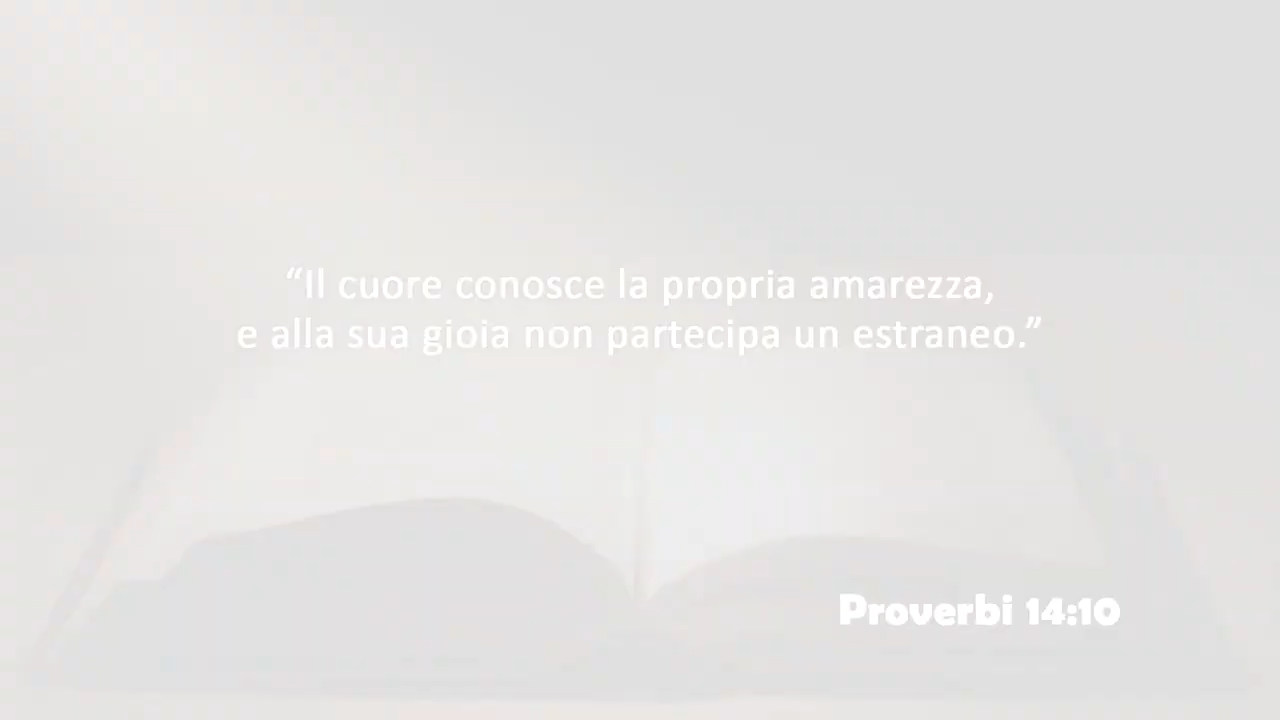 “Il cuore conosce la propria amarezza,
e alla sua gioia non partecipa un estraneo.”
Proverbi 14:10